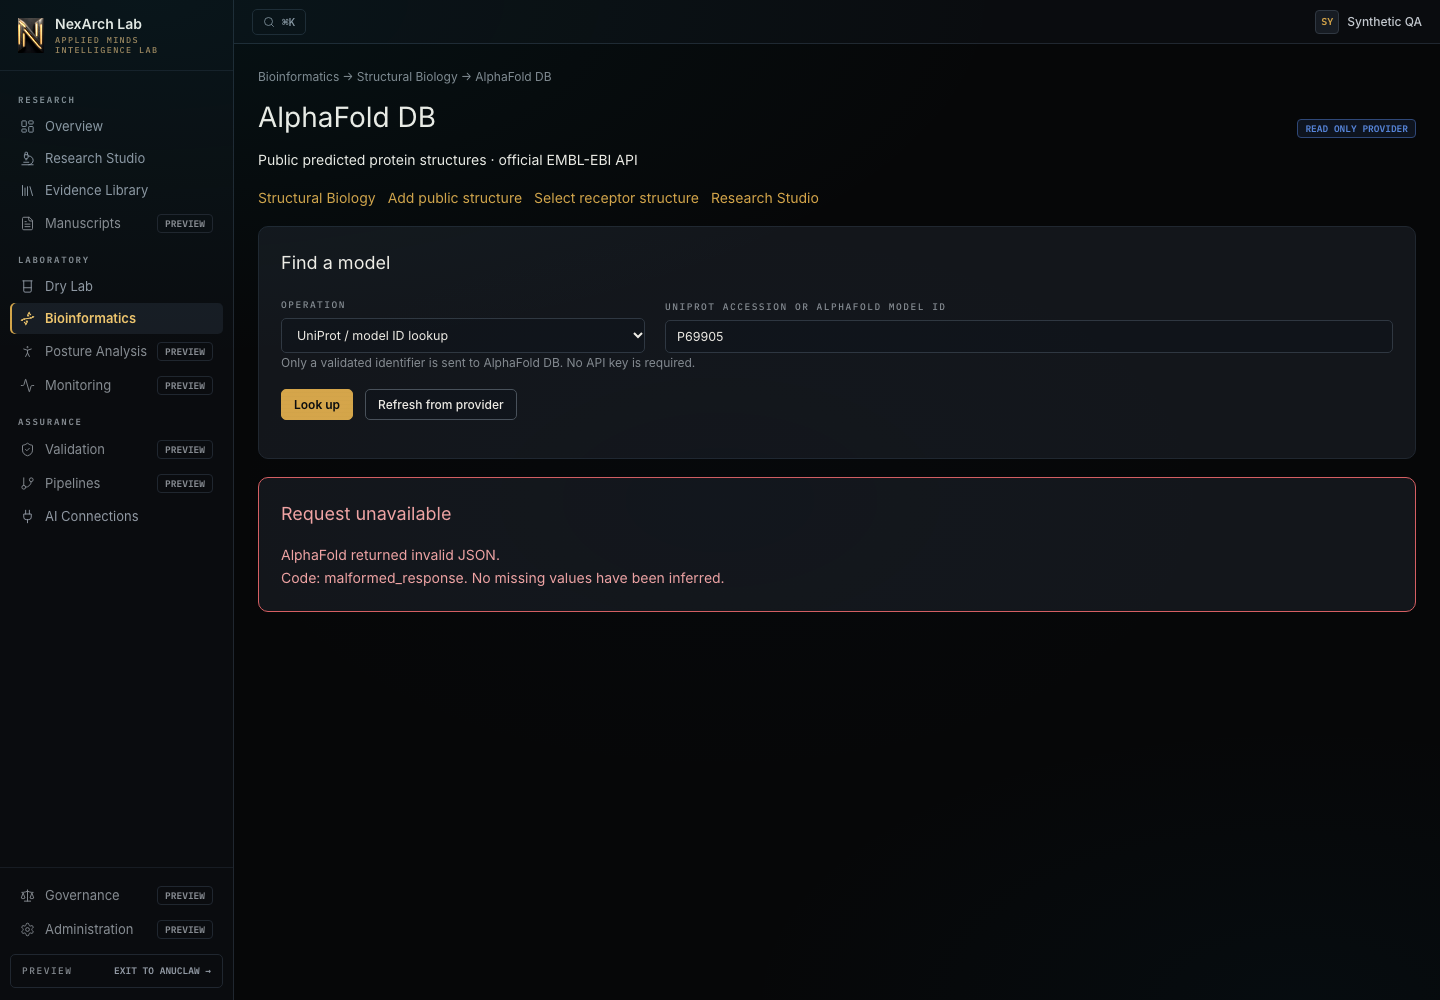 NexArch Lab
APPLIED MINDS
INTELLIGENCE LAB
⌘K
SY
Synthetic QA
RESEARCH
Overview
Research Studio
Evidence Library
Manuscripts PREVIEW
LABORATORY
Dry Lab
Bioinformatics
Posture Analysis PREVIEW
Monitoring PREVIEW
ASSURANCE
Validation PREVIEW
Pipelines PREVIEW
AI Connections
Governance PREVIEW
Administration PREVIEW
PREVIEW EXIT TO ANUCLAW →
Bioinformatics → Structural Biology → AlphaFold DB
AlphaFold DB
READ ONLY PROVIDER
Public predicted protein structures · official EMBL-EBI API
Structural Biology Add public structure Select receptor structure Research Studio
Find a model
OPERATION
UNIPROT ACCESSION OR ALPHAFOLD MODEL ID
UniProt / model ID lookup
P69905
Only a validated identifier is sent to AlphaFold DB. No API key is required.
Look up
Refresh from provider
Request unavailable
AlphaFold returned invalid JSON.
Code: malformed_response. No missing values have been inferred.